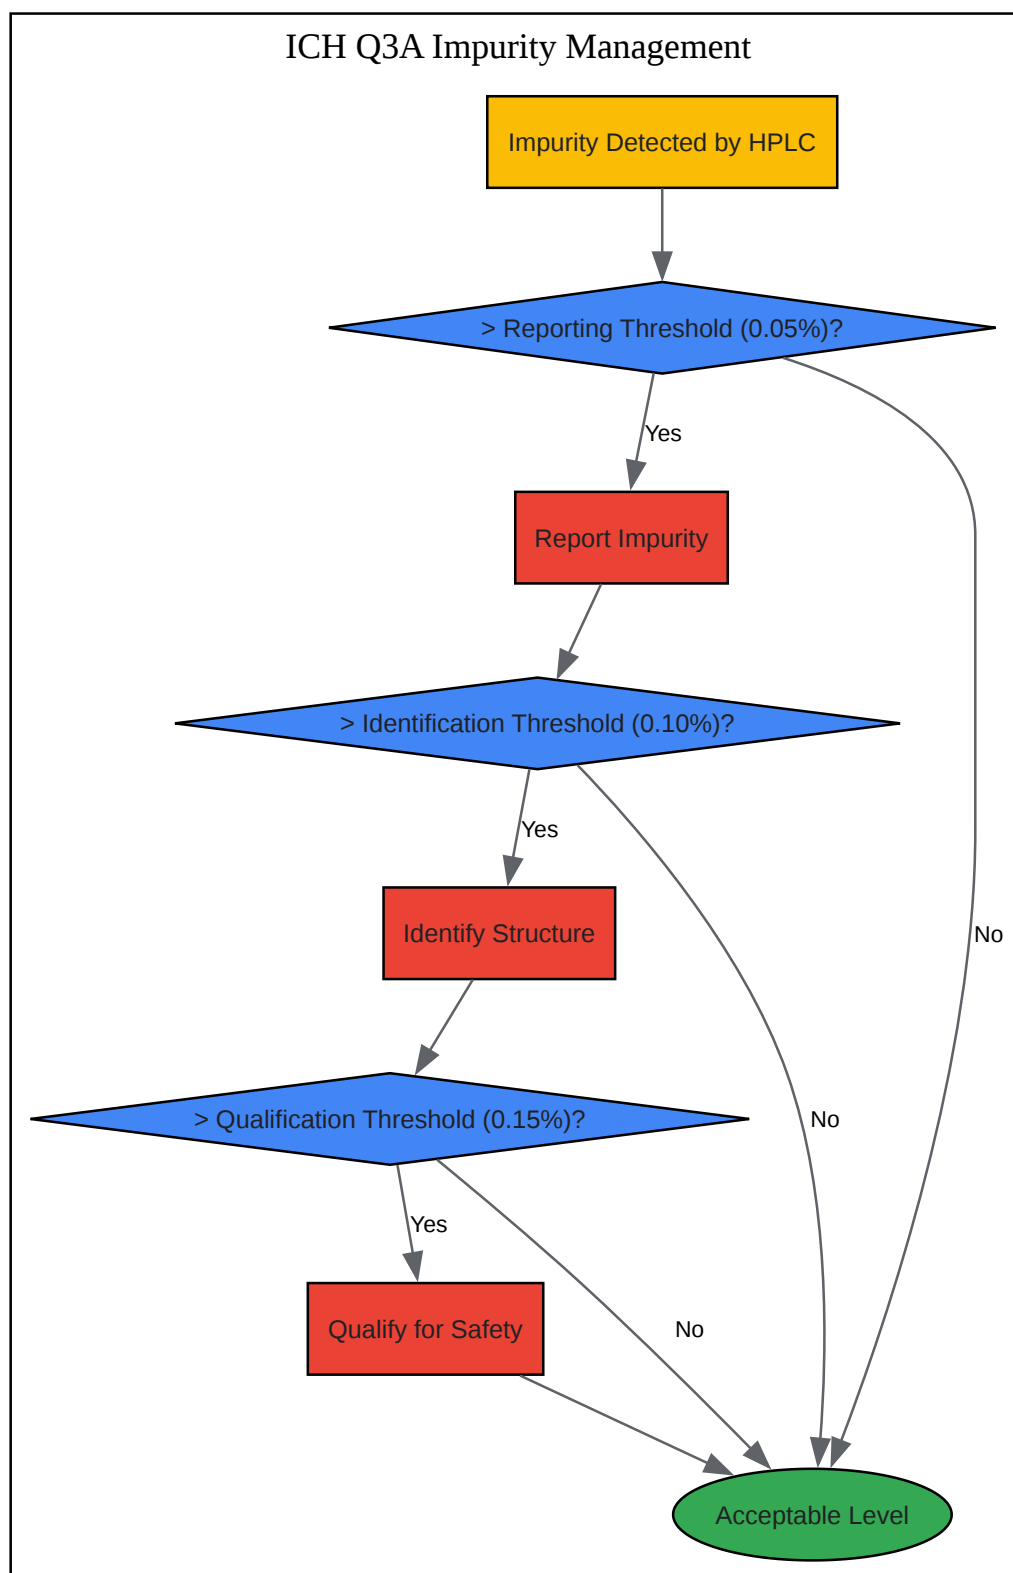 ICH Q3A Impurity Management
Impurity Detected by HPLC
> Reporting Threshold (0.05%)?
Yes
Report Impurity
> Identification Threshold (0.10%)?
Yes
Identify Structure
No
> Qualification Threshold (0.15%)?
No
Yes
Qualify for Safety
No
Acceptable Level